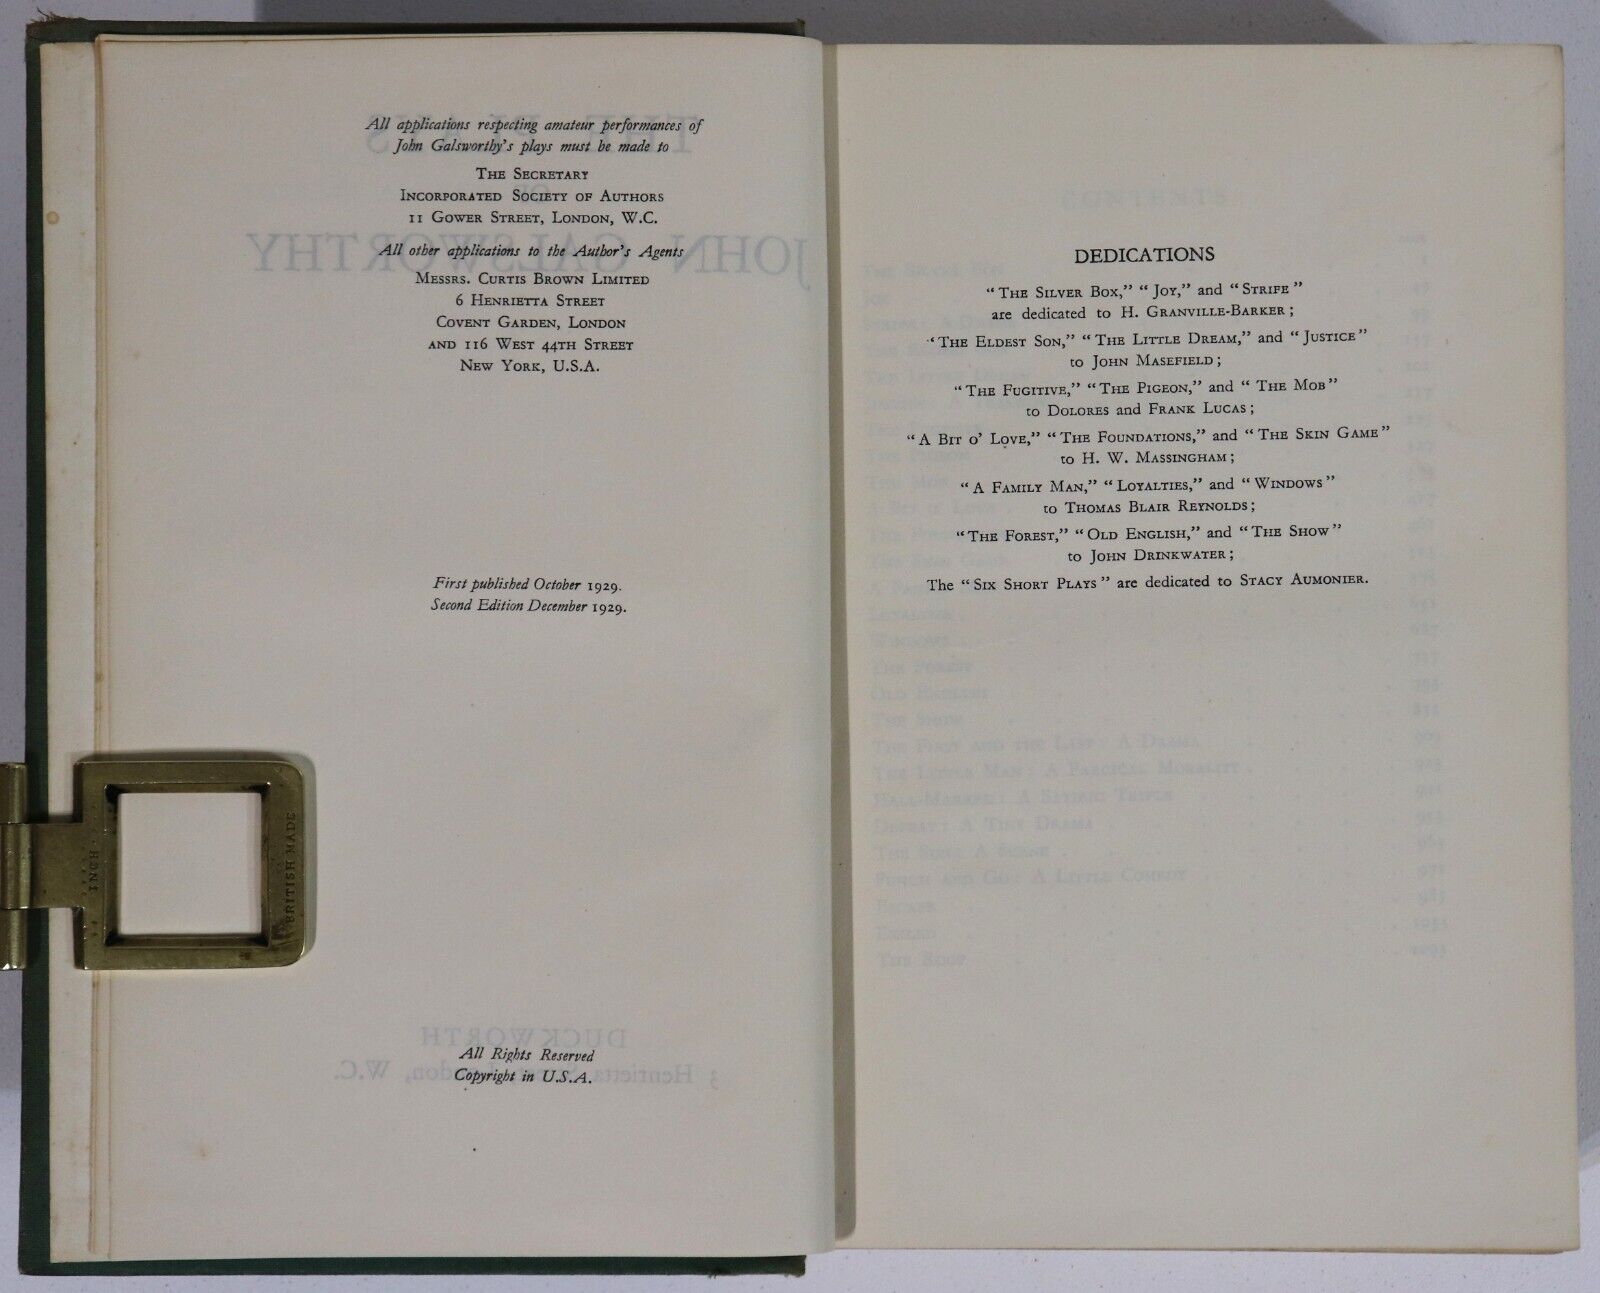 All applications respecting amateur performances of
John Galsworthy's plays must be made to
THE SECRETARY
INCORPORATED SOCIETY OF AUTHORS
11 GOWER STREET, LONDON, W.C.
All other applications to the Author's Agents
MESSRS. CURTIS BROWN LIMITED
6 HENRIETTA STREET
COVENT GARDEN, LONDON
AND 116 WEST 44TH STREET
NEW YORK, U.S.A.
First published October 1929.
Second Edition December 1929.
All Rights Reserved
Copyright in U.S.A.
INCH
BRITISH MADE
DEDICATIONS
"THE SILVER BOX," "JOY," and "STRIFE"
are dedicated to H. GRANVILLE-BARKER;
"THE ELDEST SON," "THE LITTLE DREAM," and "JUSTICE"
to JOHN MASEFIELD;
"THE FUGITIVE," "THE PIGEON," and "THE MOB"
to DOLORES and FRANK LUCAS;
"A BIT O' LOVE," "THE FOUNDATIONS," and "THE SKIN GAME"
to H. W. MASSINGHAM;
"A FAMILY MAN," "LOYALTIES," and "WINDOWS"
to THOMAS BLAIR REYNOLDS;
"THE FOREST," "OLD ENGLISH," and "THE SHOW"
to JOHN DRINKWATER;
The "SIX SHORT PLAYS" are dedicated to STACY AUMONIER.